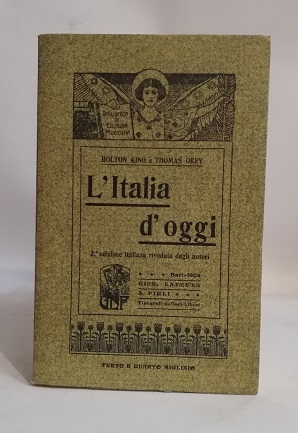 BIBLIOTECA
DI
CULTURA
MODERNA
BOLTON KING e THOMAS OKEY
L'Italia
d'oggi
2.ª edizione italiana riveduta dagli autori
Bari-1904
GIUS. LATERZA
& FIGLI
Tipografi-Editori-Librai
GLF
TERZO E QUARTO MIGLIAIO